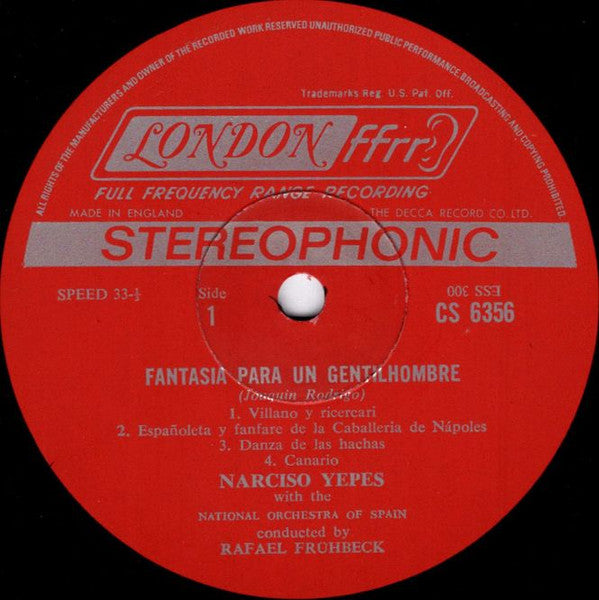 ALL RIGHTS OF THE MANUFACTURERS AND OWNER OF THE RECORDED WORK RESERVED UNAUTHORIZED PUBLIC PERFORMANCE, BROADCASTING AND COPYING PROHIBITED
Trademarks Reg. U.S. Pat. Off.
LONDON ffrr
FULL FREQUENCY RANGE RECORDING
MADE IN ENGLAND THE DECCA RECORD CO. LTD.
STEREOPHONIC
SPEED 33-⅓ Side ESS 300
1 CS 6356
FANTASIA PARA UN GENTILHOMBRE
(Joaquin Rodrigo)
1. Villano y ricercari
2. Españoleta y fanfare de la Caballeria de Nápoles
3. Danza de las hachas
4. Canario
NARCISO YEPES
with the
NATIONAL ORCHESTRA OF SPAIN
conducted by
RAFAEL FRÜHBECK